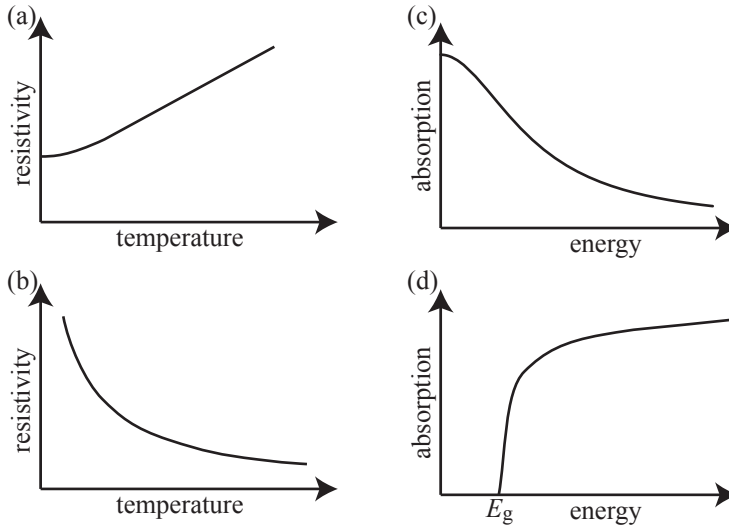 (a)
resistivity
temperature
(b)
resistivity
temperature
(c)
absorption
energy
(d)
absorption
Eg
energy